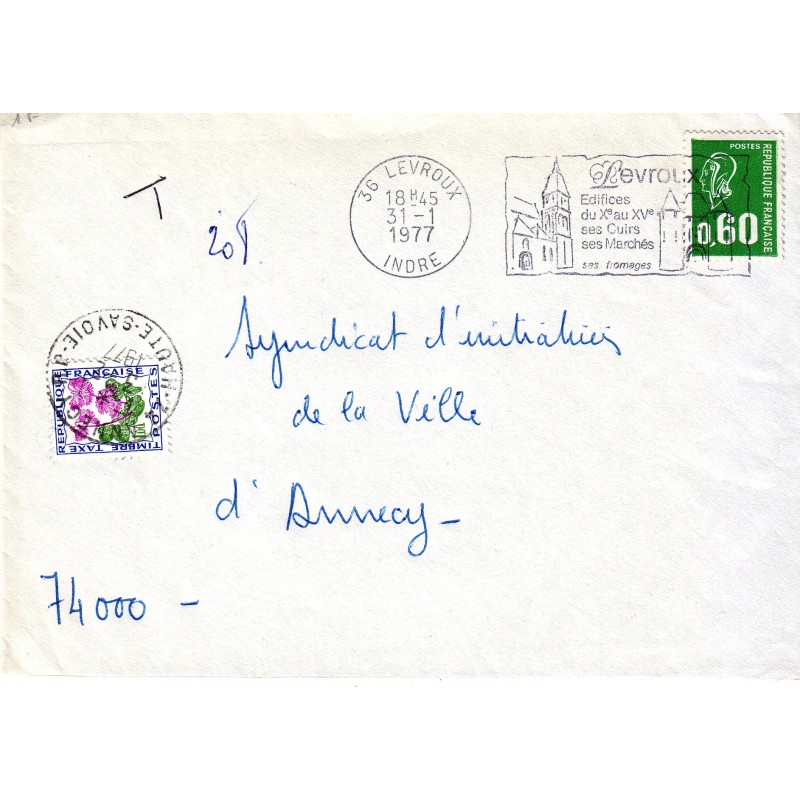 T
20T
36 LEVROUX
18H45
31-1
1977
INDRE
Levroux
Edifices
du Xe au XVe
ses Cuirs
ses Marchés
ses fromages
POSTES
REPUBLIQUE FRANÇAISE
0,60
HAUTE-SAVOIE
1977
REPUBLIQUE
FRANÇAISE
POSTES
TIMBRE TAXE
Syndicat d'initiatives
de la Ville
d'Annecy-
74000 -